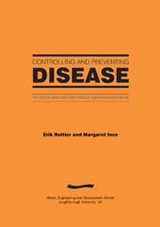 CONTROLLING AND PREVENTING
DISEASE
Erik Rottier and Margaret Ince
Water, Engineering and Development Centre
Loughborough University UK